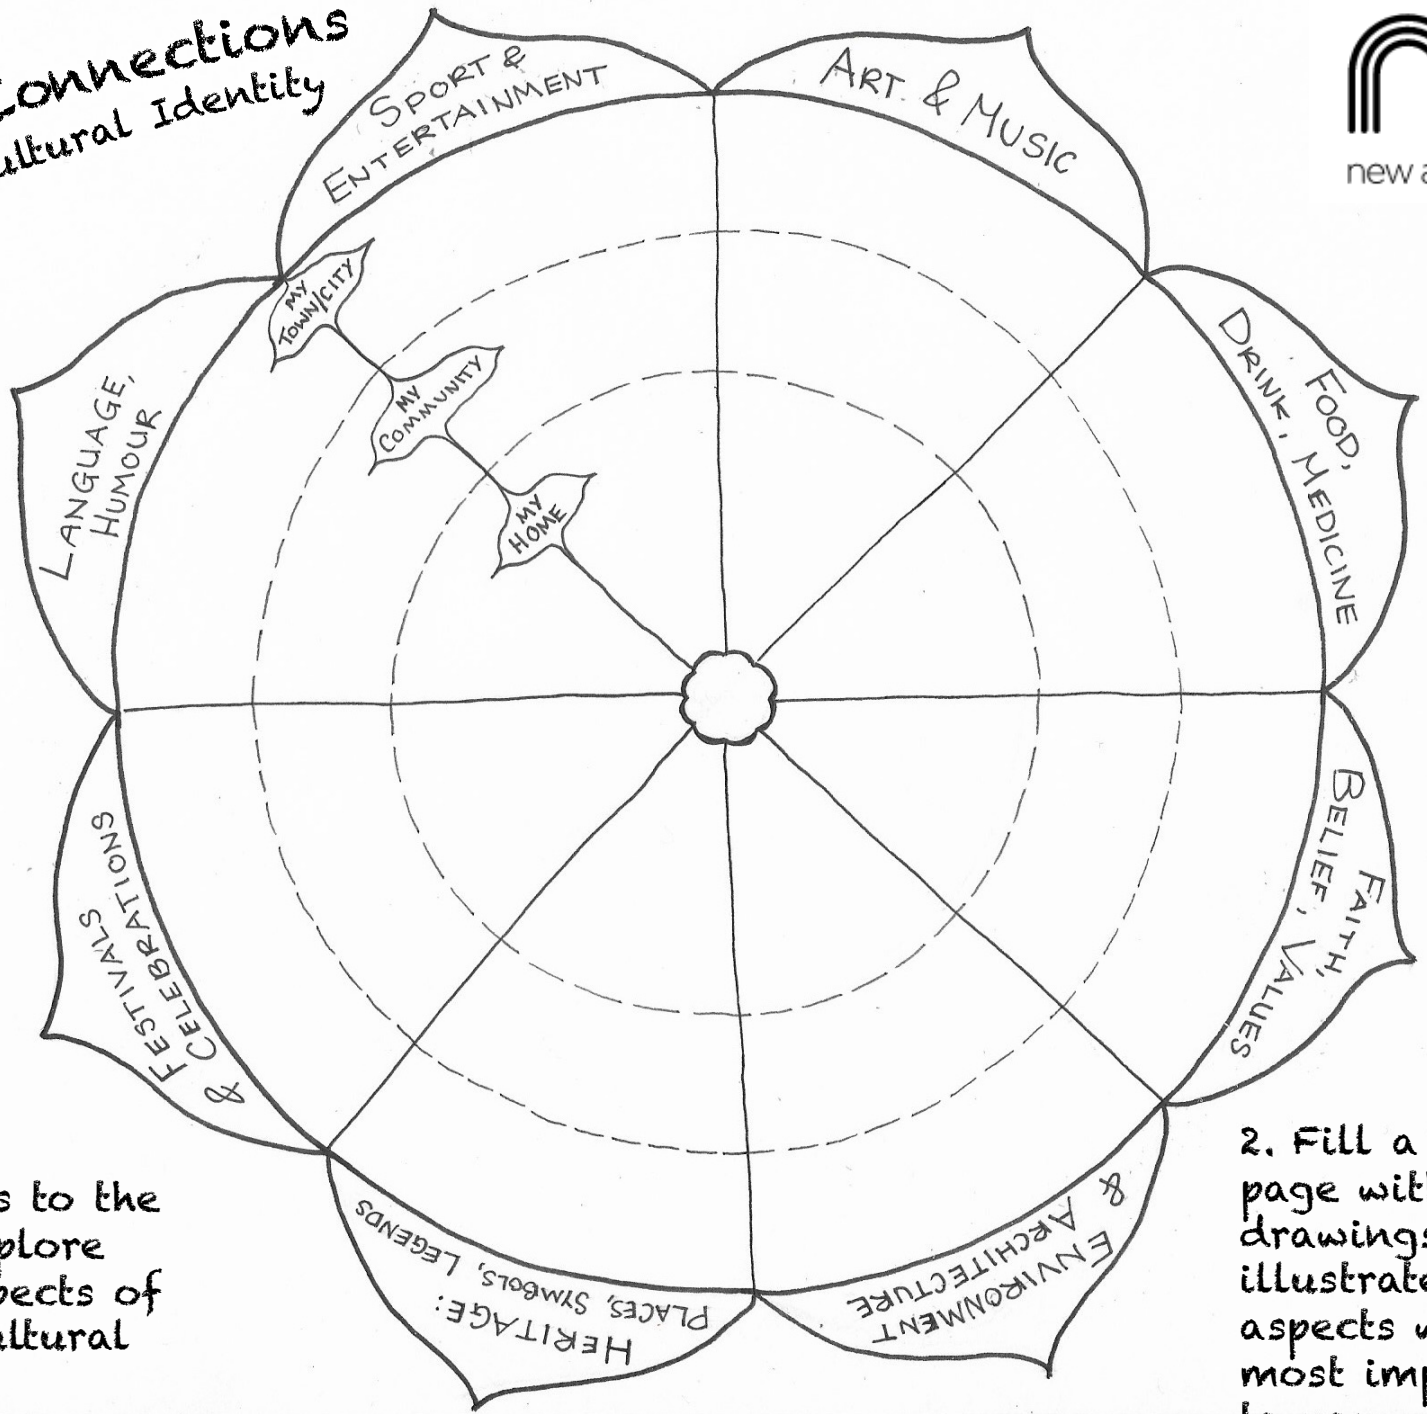 Connections
ultural Identity
new a
SPORT &
ENTERTAINMENT
ART & MUSIC
FOOD,
DRINK, MEDICINE
FAITH,
BELIEF, VALUES
ENVIRONMENT
& ARCHITECTURE
HERITAGE:
PLACES, SYMBOLS, LEGENDS
FESTIVALS
& CELEBRATIONS
LANGUAGE,
HUMOUR
MY
TOWN/CITY
MY
COMMUNITY
MY
HOME
s to the
plore
pects of
ultural
2. Fill a
page wit
drawings
illustrate
aspects w
most imp